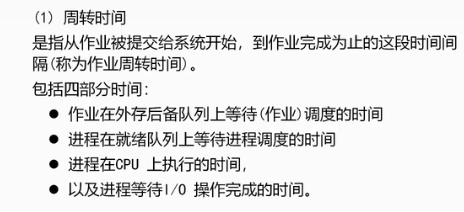 (1) 周转时间
是指从作业被提交给系统开始，到作业完成为止的这段时间间
隔(称为作业周转时间)。
包括四部分时间：
● 作业在外存后备队列上等待(作业)调度的时间
● 进程在就绪队列上等待进程调度的时间
● 进程在CPU 上执行的时间，
● 以及进程等待I/O 操作完成的时间。